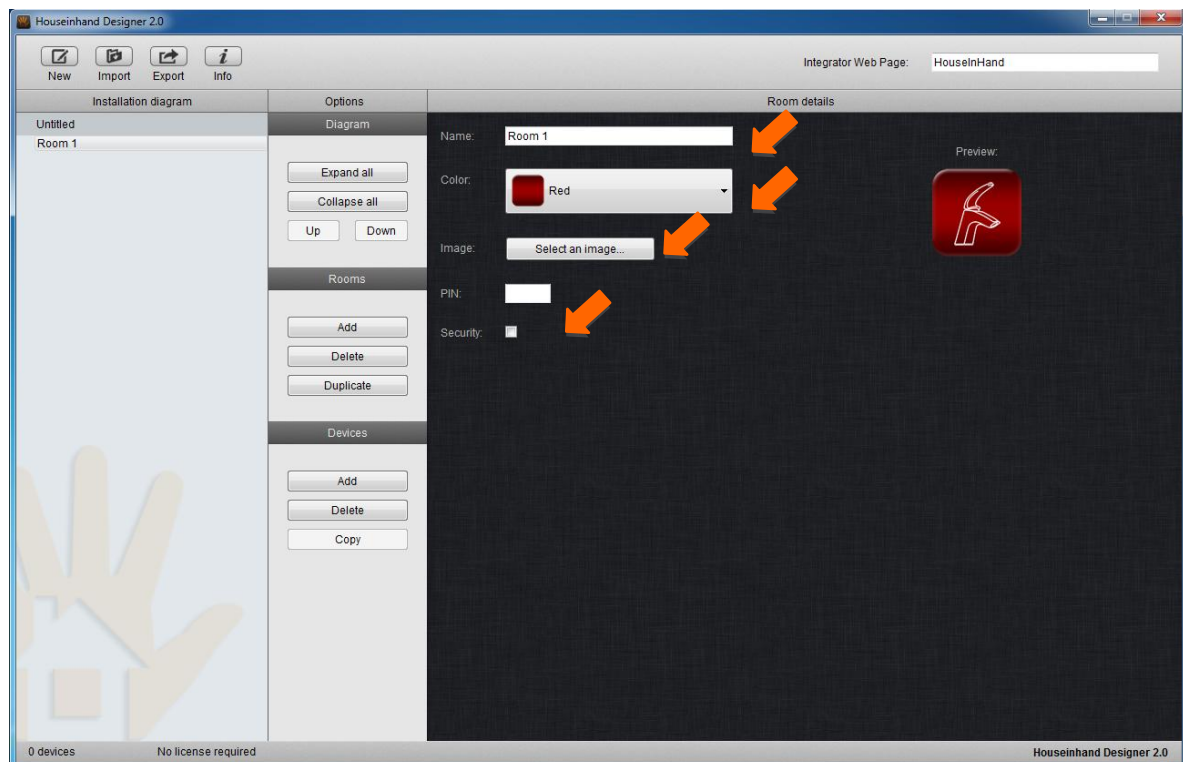 Houseinhand Designer 2.0
New Import Export Info
Integrator Web Page: HouseInHand
Installation diagram
Options
Room details
Untitled
Room 1
Diagram
Expand all
Collapse all
Up Down
Rooms
Add
Delete
Duplicate
Devices
Add
Delete
Copy
Name: Room 1
Color: Red
Image: Select an image...
PIN:
Security:
Preview:
0 devices No license required
Houseinhand Designer 2.0